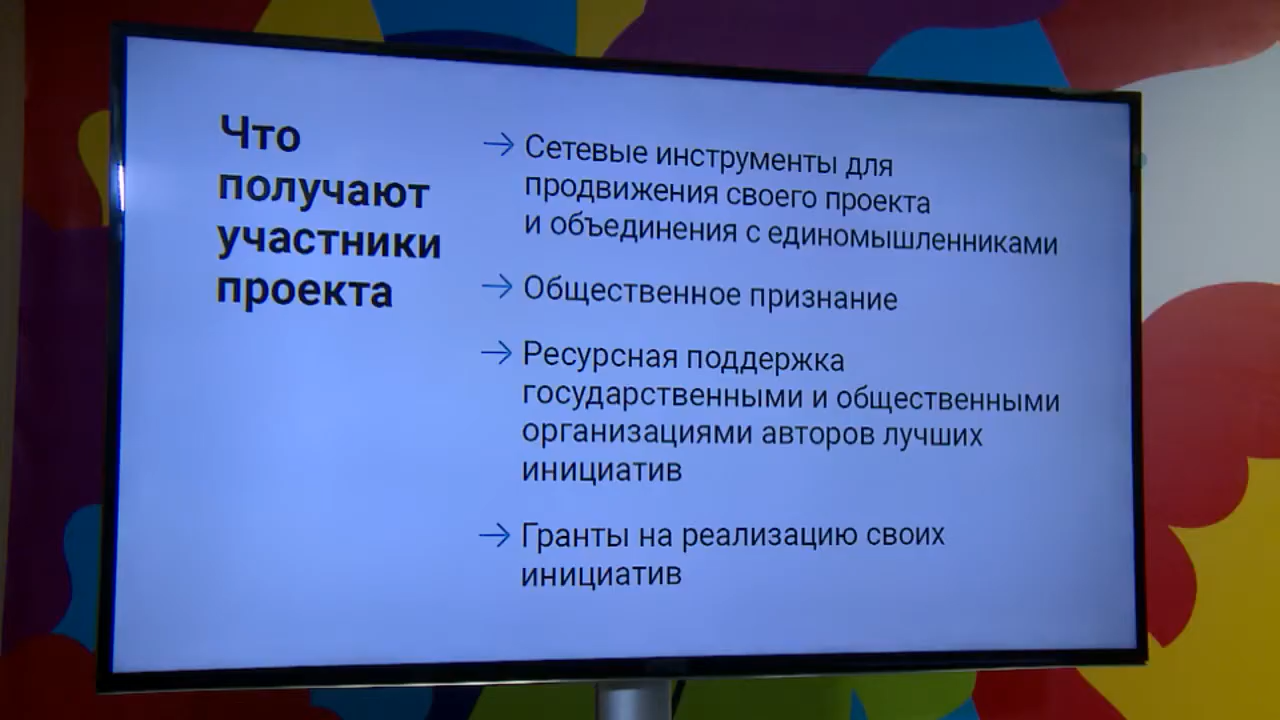 Что
получают
участники
проекта
→ Сетевые инструменты для
продвижения своего проекта
и объединения с единомышленниками
→ Общественное признание
→ Ресурсная поддержка
государственными и общественными
организациями авторов лучших
инициатив
→ Гранты на реализацию своих
инициатив